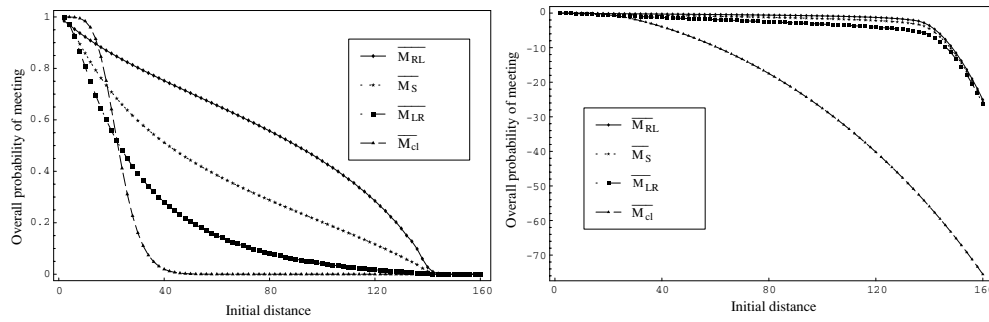 1
0.8
0.6
0.4
0.2
0
0
40
80
120
160
Overall probability of meeting
Initial distance
M_RL
M_S
M_LR
M_cl
0
-10
-20
-30
-40
-50
-60
-70
0
40
80
120
160
Overall probability of meeting
Initial distance
M_RL
M_S
M_LR
M_cl